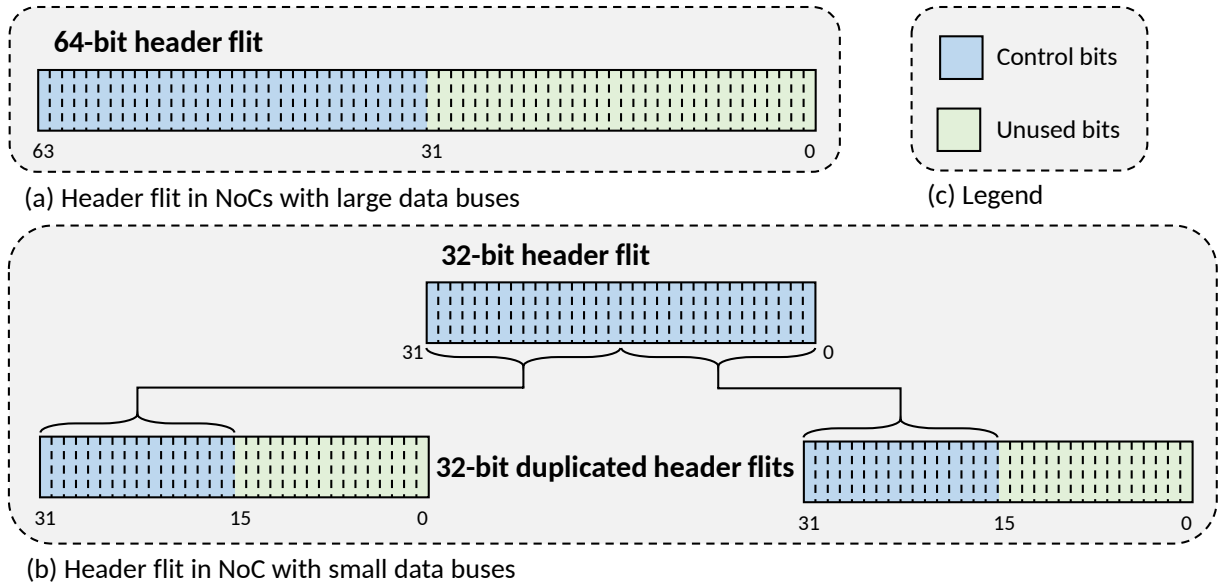 64-bit header flit
63 31 0
(a) Header flit in NoCs with large data buses
Control bits
Unused bits
(c) Legend
32-bit header flit
31 0
32-bit duplicated header flits
31 15 0
31 15 0
(b) Header flit in NoC with small data buses